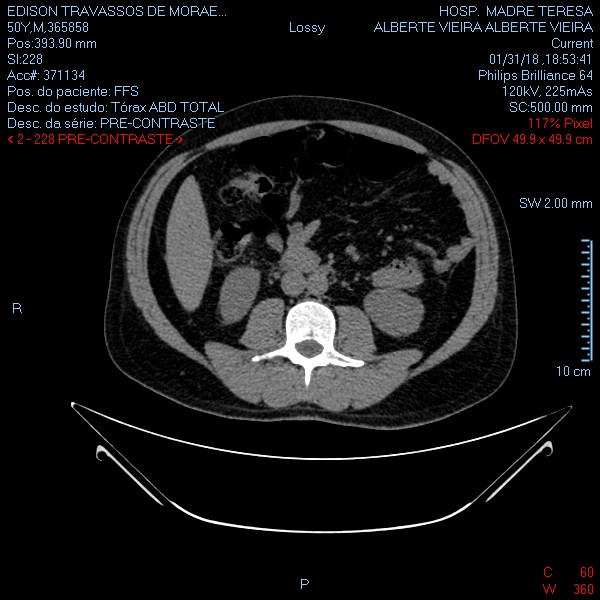 EDISON TRAVASSOS DE MORAE...
50Y,M,365858
Pos:393.90 mm
Sl:228
Acc#: 371134
Pos. do paciente: FFS
Desc. do estudo: Tórax ABD TOTAL
Desc. da série: PRE-CONTRASTE
< 2 - 228 PRE-CONTRASTE >
Lossy
HOSP. MADRE TERESA
ALBERTE VIEIRA ALBERTE VIEIRA
Current
01/31/18 ,18:53:41
Philips Brilliance 64
120kV, 225mAs
SC:500.00 mm
117% Pixel
DFOV 49.9 x 49.9 cm
SW 2.00 mm
R
10 cm
P
C 60
W 360